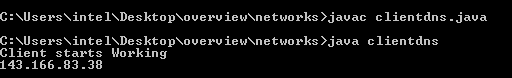 C:\Users\intel\Desktop\overview\networks>javac clientdns.java
C:\Users\intel\Desktop\overview\networks>java clientdns
Client starts Working
143.166.83.38